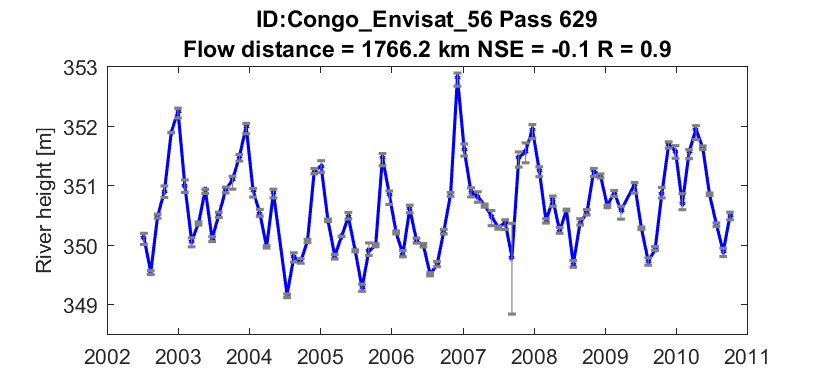 ID:Congo_Envisat_56 Pass 629
Flow distance = 1766.2 km NSE = -0.1 R = 0.9
353
352
351
350
349
River height [m]
2002 2003 2004 2005 2006 2007 2008 2009 2010 2011